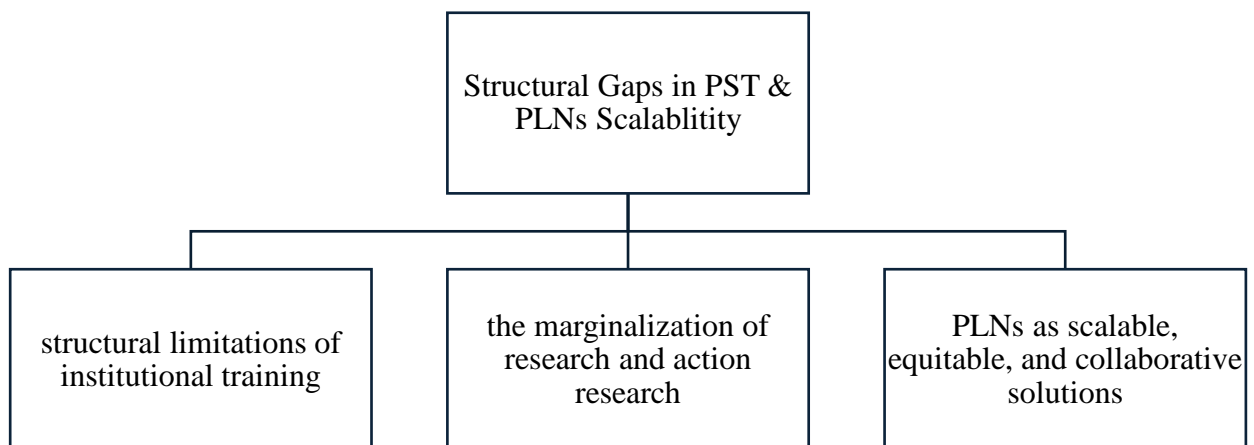 Structural Gaps in PST &
PLNs Scalablitity
structural limitations of
institutional training
the marginalization of
research and action
research
PLNs as scalable,
equitable, and collaborative
solutions